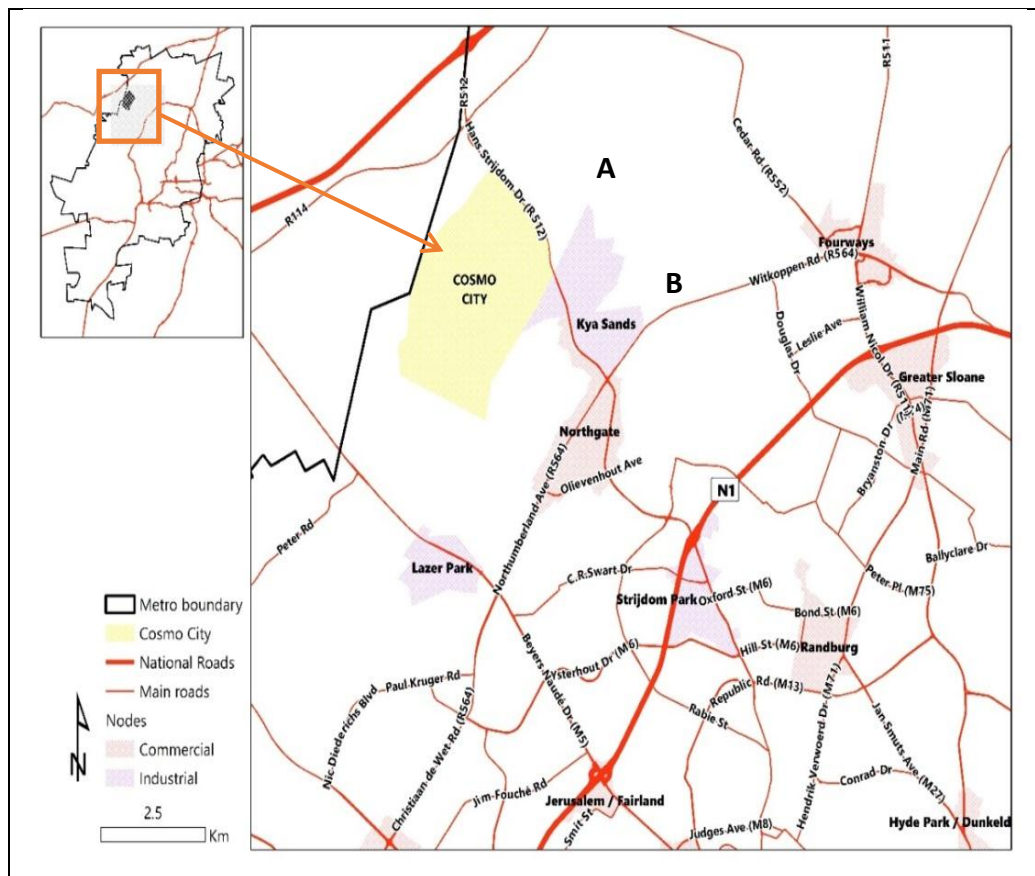 R512
R511
Hans Strijdom Dr (R512)
Cedar Rd (R552)
A
R114
Fourways
Witkoppen Rd (R564)
COSMO
CITY
B
Kya Sands
William Nicol Dr (R511)
Douglas Dr
Leslie Ave
Greater Sloane
Northgate
Bryanston Dr
Main Rd (M71)
Olievenhout Ave
N1
Northumberland Ave (R564)
Peter Rd
Ballyclare Dr
Lazer Park
C.R.Swart Dr
Peter Pl (M75)
Strijdom Park
Oxford St (M6)
Bond St (M6)
Metro boundary
Cosmo City
National Roads
Main roads
Nodes
Commercial
Industrial
N
2.5
Km
Beyers Naudé Dr (M5)
Ysterhout Dr (M6)
Hill St (M6)
Randburg
Paul Kruger Rd
Republic Rd (M13)
Rabie St
Nic Diederichs Blvd
Christiaan de Wet Rd (R564)
Hendrik Verwoerd Dr (M71)
Jan Smuts Ave (M27)
Jim Fouché Rd
Conrad Dr
Jerusalem / Fairland
Smit St
Judges Ave (M8)
Hyde Park / Dunkeld